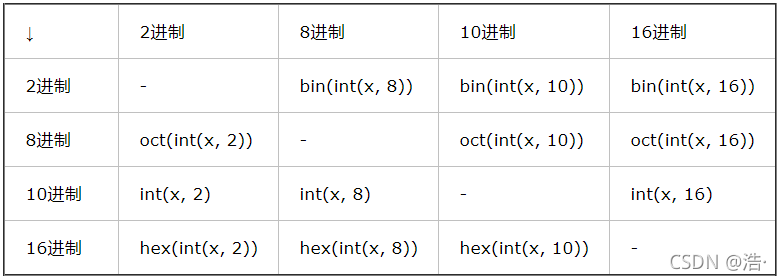 ↓ 2进制 8进制 10进制 16进制
2进制 - bin(int(x, 8)) bin(int(x, 10)) bin(int(x, 16))
8进制 oct(int(x, 2)) - oct(int(x, 10)) oct(int(x, 16))
10进制 int(x, 2) int(x, 8) - int(x, 16)
16进制 hex(int(x, 2)) hex(int(x, 8)) hex(int(x, 10)) -
CSDN @浩·